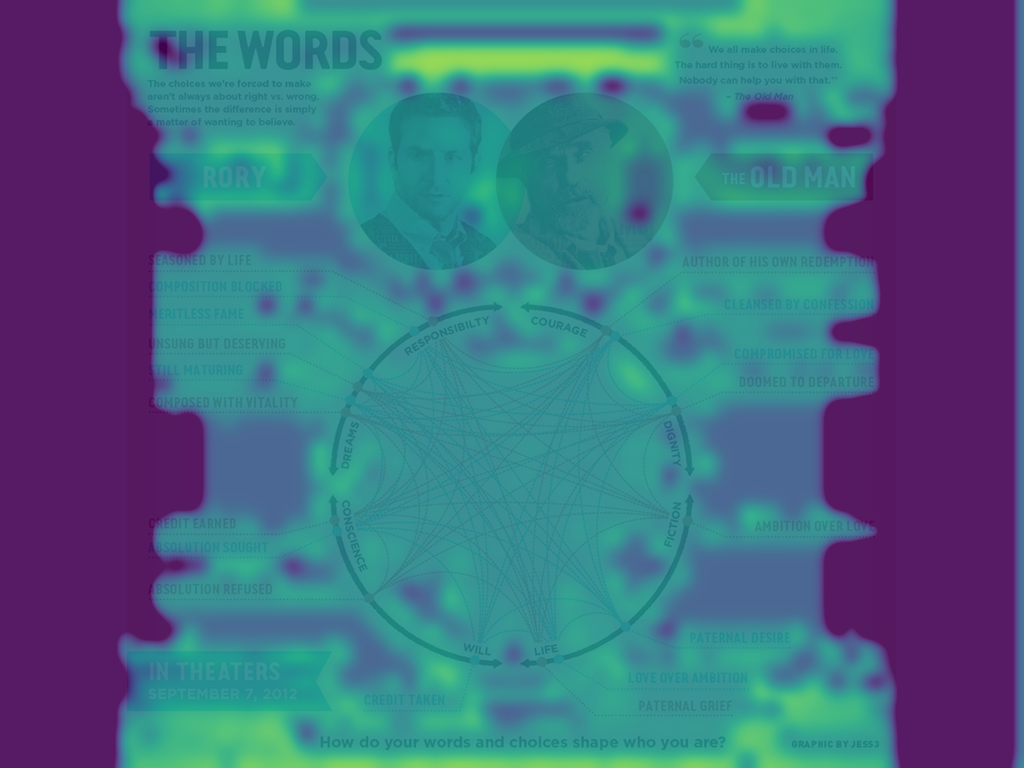 THE WORDS
The choices we're forced to make
aren't always about right vs. wrong.
Sometimes the difference is simply
a matter of wanting to believe.
We all make choices in life.
The hard thing is to live with them.
Nobody can help you with that."
- The Old Man
RORY
THE OLD MAN
SEASONED BY LIFE
COMPOSITION BLOCKED
MERITLESS FAME
UNSUNG BUT DESERVING
STILL MATURING
COMPOSED WITH VITALITY
CREDIT EARNED
ABSOLUTION SOUGHT
ABSOLUTION REFUSED
AUTHOR OF HIS OWN REDEMPTION
CLEANSED BY CONFESSION
COMPROMISED FOR LOVE
DOOMED TO DEPARTURE
AMBITION OVER LOVE
PATERNAL DESIRE
LOVE OVER AMBITION
PATERNAL GRIEF
CREDIT TAKEN
RESPONSIBILTY
COURAGE
DREAMS
DIGNITY
CONSCIENCE
FICTION
WILL
LIFE
IN THEATERS
SEPTEMBER 7, 2012
How do your words and choices shape who you are?
GRAPHIC BY JESS3